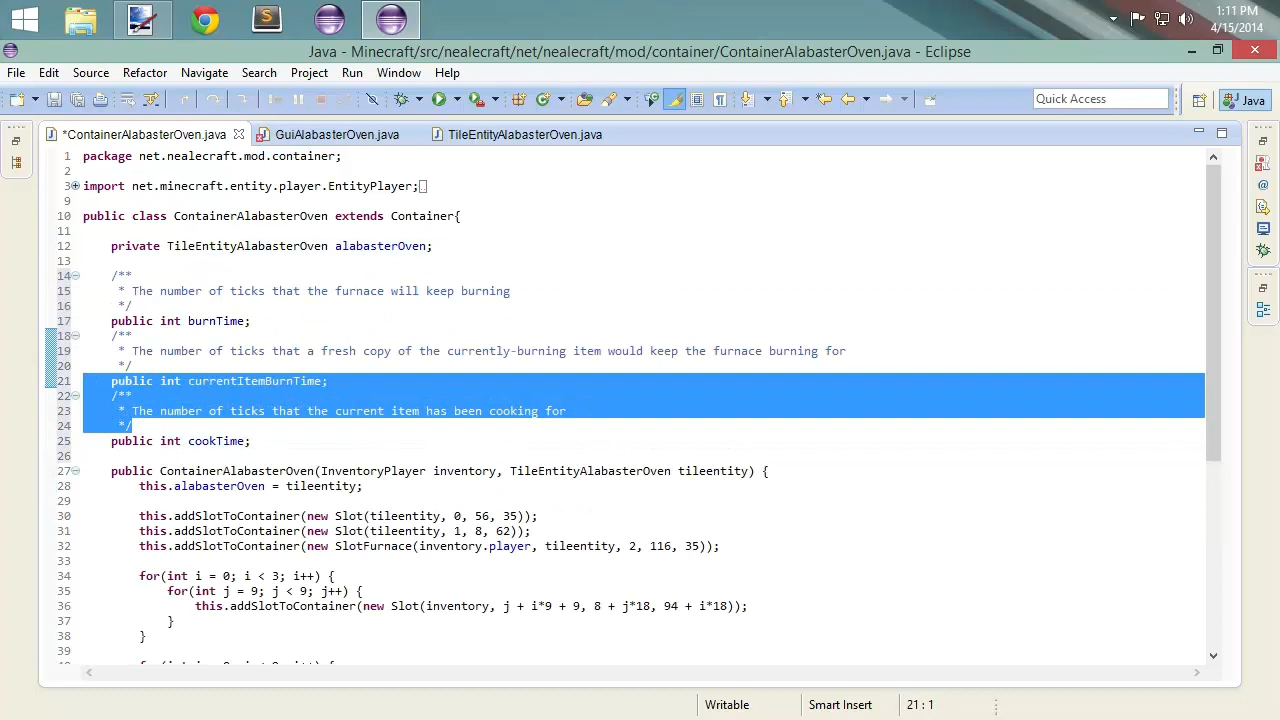 1:11 PM
4/15/2014
Java - Minecraft/src/nealecraft/net/nealecraft/mod/container/ContainerAlabasterOven.java - Eclipse
File Edit Source Refactor Navigate Search Project Run Window Help
Quick Access
Java
*ContainerAlabasterOven.java GuiAlabasterOven.java TileEntityAlabasterOven.java
1 package net.nealecraft.mod.container;
2
3 import net.minecraft.entity.player.EntityPlayer;
9
10 public class ContainerAlabasterOven extends Container{
11
12 private TileEntityAlabasterOven alabasterOven;
13
14 /**
15 * The number of ticks that the furnace will keep burning
16 */
17 public int burnTime;
18 /**
19 * The number of ticks that a fresh copy of the currently-burning item would keep the furnace burning for
20 */
21 public int currentItemBurnTime;
22 /**
23 * The number of ticks that the current item has been cooking for
24 */
25 public int cookTime;
26
27 public ContainerAlabasterOven(InventoryPlayer inventory, TileEntityAlabasterOven tileentity) {
28 this.alabasterOven = tileentity;
29
30 this.addSlotToContainer(new Slot(tileentity, 0, 56, 35));
31 this.addSlotToContainer(new Slot(tileentity, 1, 8, 62));
32 this.addSlotToContainer(new SlotFurnace(inventory.player, tileentity, 2, 116, 35));
33
34 for(int i = 0; i < 3; i++) {
35 for(int j = 9; j < 9; j++) {
36 this.addSlotToContainer(new Slot(inventory, j + i*9 + 9, 8 + j*18, 94 + i*18));
37 }
38 }
39
Writable Smart Insert 21 : 1